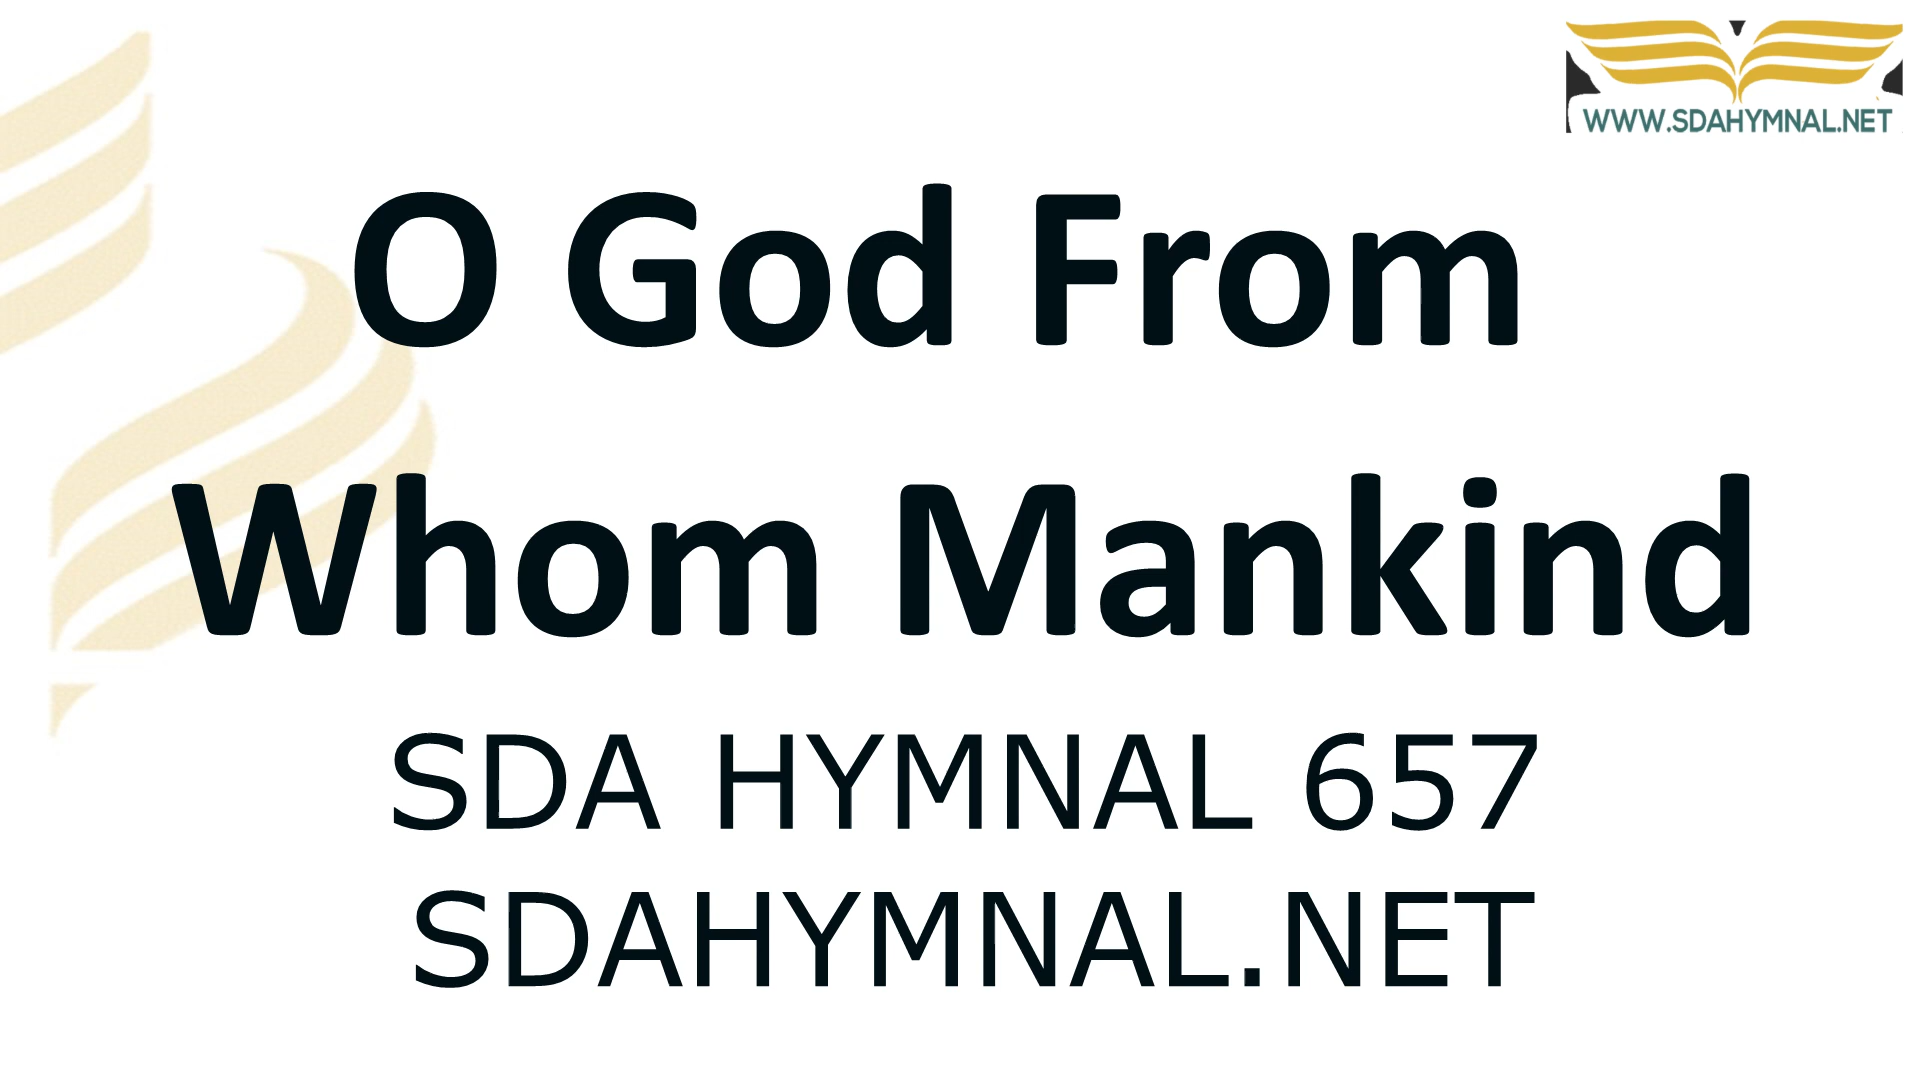 WWW.SDAHYMNAL.NET
O God From
Whom Mankind
SDA HYMNAL 657
SDAHYMNAL.NET